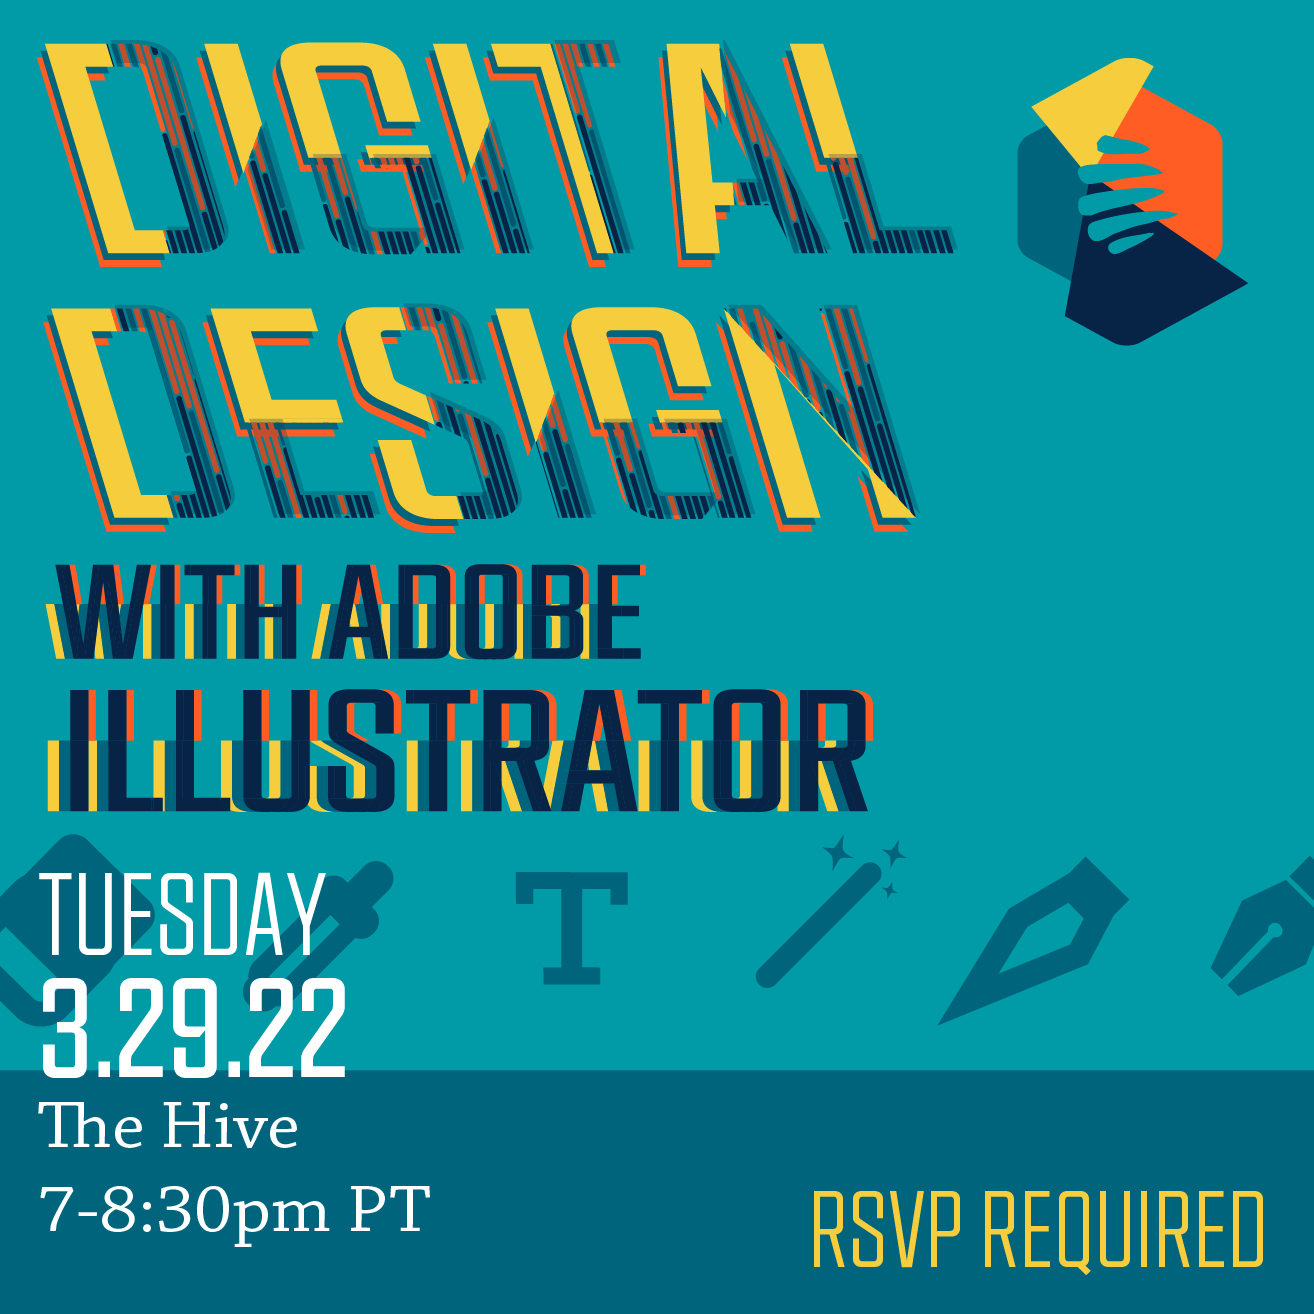 DIGITAL
DESIGN
WITH ADOBE
ILLUSTRATOR
T
TUESDAY
3.29.22
The Hive
7-8:30pm PT
RSVP REQUIRED